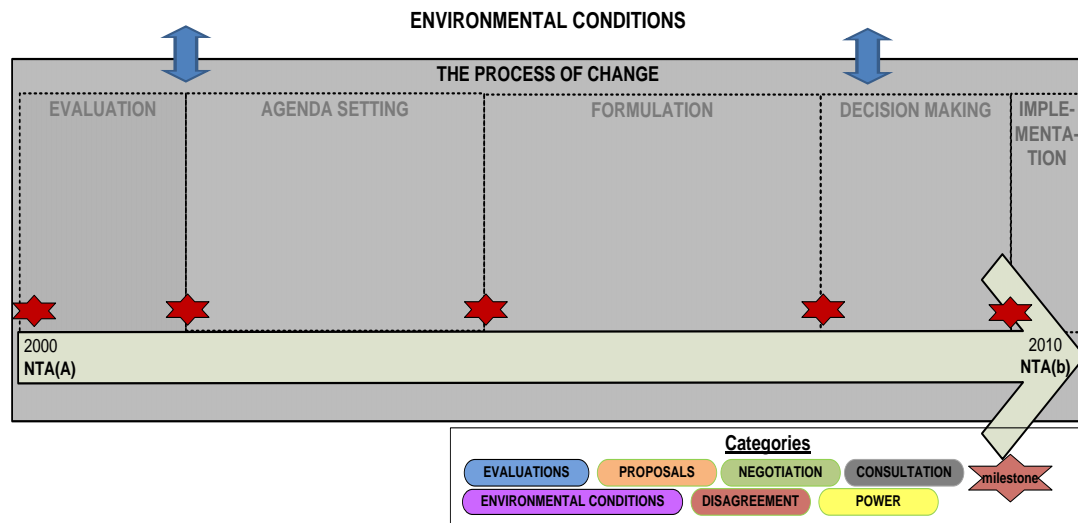 ENVIRONMENTAL CONDITIONS
THE PROCESS OF CHANGE
EVALUATION
AGENDA SETTING
FORMULATION
DECISION MAKING
IMPLE-
MENTA-
TION
2000
NTA(A)
2010
NTA(b)
Categories
EVALUATIONS
PROPOSALS
NEGOTIATION
CONSULTATION
milestone
ENVIRONMENTAL CONDITIONS
DISAGREEMENT
POWER